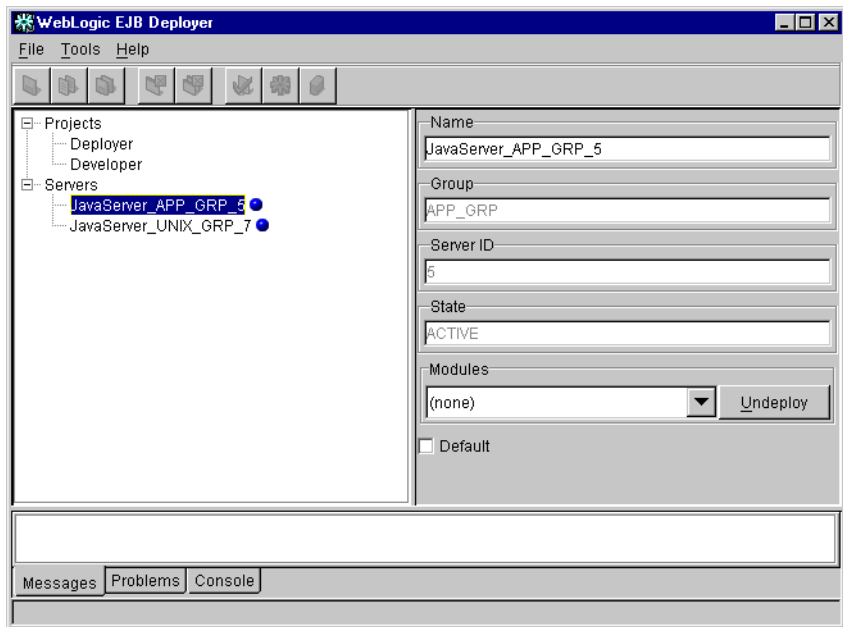 WebLogic EJB Deployer
File Tools Help
Projects
Deployer
Developer
Servers
JavaServer_APP_GRP_5
JavaServer_UNIX_GRP_7
Name
JavaServer_APP_GRP_5
Group
APP_GRP
Server ID
5
State
ACTIVE
Modules
(none) Undeploy
Default
Messages Problems Console